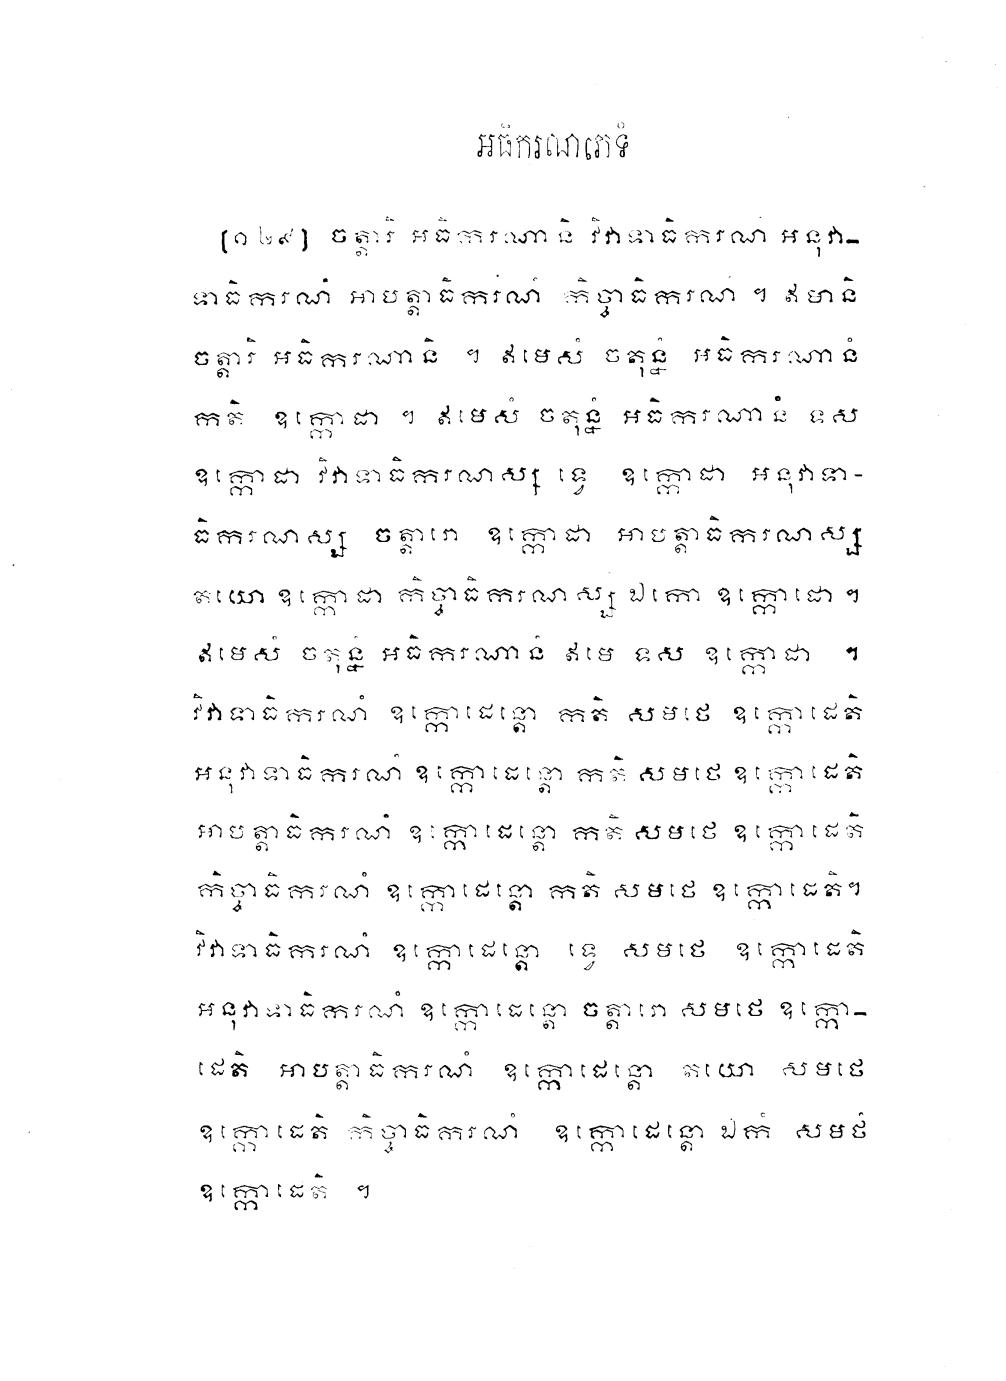 អធិករណភេទំ
[១២៩] ចត្តារិ អធិករណានិ វិវាទាធិករណំ អនុវា-
ទាធិករណំ អាបត្តាធិករណំ កិច្ចាធិករណំ ។ ឥមានិ
ចត្តារិ អធិករណានិ ។ ឥមេសំ ចតុន្នំ អធិករណានំ
កតិ ឧក្កោដា ។ ឥមេសំ ចតុន្នំ អធិករណានំ ទស
ឧក្កោដា វិវាទាធិករណស្ស ទ្វេ ឧក្កោដា អនុវាទា-
ធិករណស្ស ចត្តារោ ឧក្កោដា អាបត្តាធិករណស្ស
តយោ ឧក្កោដា កិច្ចាធិករណស្ស ឯកោ ឧក្កោដោ ។
ឥមេសំ ចតុន្នំ អធិករណានំ ឥមេ ទស ឧក្កោដា ។
វិវាទាធិករណំ ឧក្កោដេន្តោ កតិ សមថេ ឧក្កោដេតិ
អនុវាទាធិករណំ ឧក្កោដេន្តោ កតិ សមថេ ឧក្កោដេតិ
អាបត្តាធិករណំ ឧក្កោដេន្តោ កតិ សមថេ ឧក្កោដេតិ
កិច្ចាធិករណំ ឧក្កោដេន្តោ កតិ សមថេ ឧក្កោដេតិ។
វិវាទាធិករណំ ឧក្កោដេន្តោ ទ្វេ សមថេ ឧក្កោដេតិ
អនុវាទាធិករណំ ឧក្កោដេន្តោ ចត្តារោ សមថេ ឧក្កោ-
ដេតិ អាបត្តាធិករណំ ឧក្កោដេន្តោ តយោ សមថេ
ឧក្កោដេតិ កិច្ចាធិករណំ ឧក្កោដេន្តោ ឯកំ សមថំ
ឧក្កោដេតិ ។